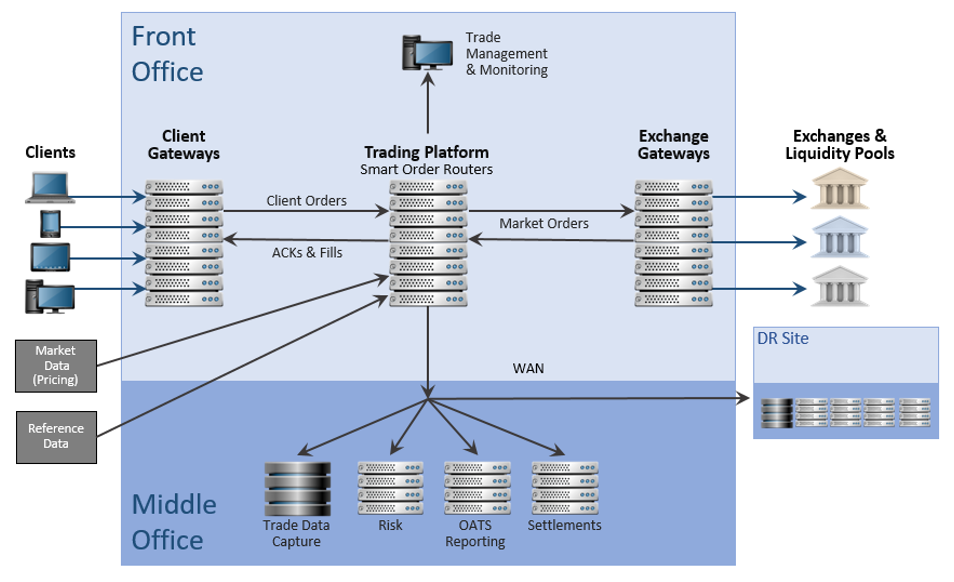 Front
Office
Trade
Management
& Monitoring
Clients
Client
Gateways
Trading Platform
Smart Order Routers
Exchange
Gateways
Exchanges &
Liquidity Pools
Client Orders
Market Orders
ACKs & Fills
Market
Data
(Pricing)
Reference
Data
WAN
DR Site
Middle
Office
Trade Data
Capture
Risk
OATS
Reporting
Settlements